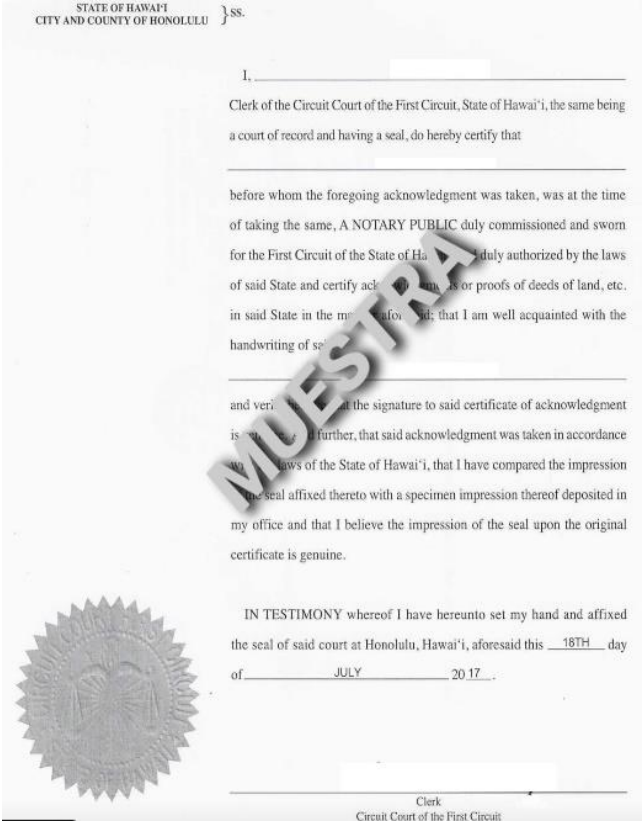 STATE OF HAWAIʻI
CITY AND COUNTY OF HONOLULU }ss.
I,
Clerk of the Circuit Court of the First Circuit, State of Hawaiʻi, the same being
a court of record and having a seal, do hereby certify that
before whom the foregoing acknowledgment was taken, was at the time
of taking the same, A NOTARY PUBLIC duly commissioned and sworn
for the First Circuit of the State of Ha duly authorized by the laws
of said State and certify or proofs of deeds of land, etc.
in said State in the that I am well acquainted with the
handwriting of
MUESTRA
and the signature to said certificate of acknowledgment
is further, that said acknowledgment was taken in accordance
laws of the State of Hawaiʻi, that I have compared the impression
the seal affixed thereto with a specimen impression thereof deposited in
my office and that I believe the impression of the seal upon the original
certificate is genuine.
IN TESTIMONY whereof I have hereunto set my hand and affixed
the seal of said court at Honolulu, Hawaiʻi, aforesaid this 18TH day
of JULY 2017.
Clerk
Circuit Court of the First Circuit